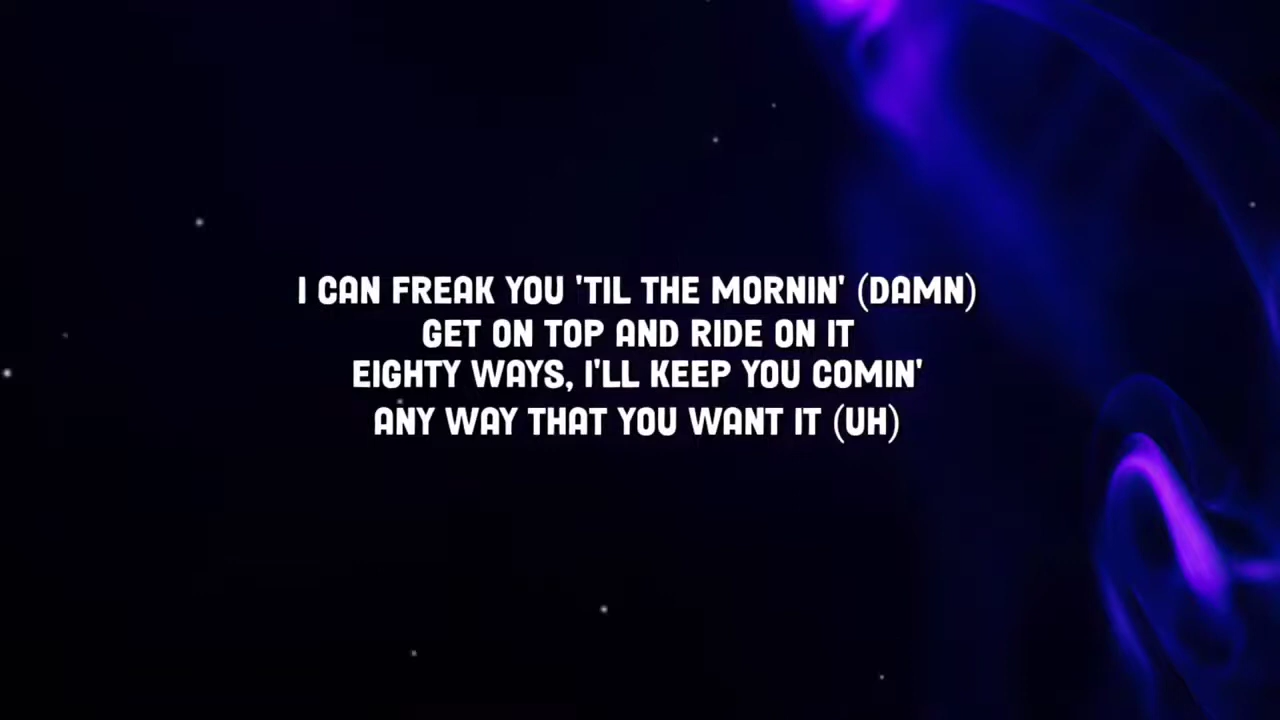 I CAN FREAK YOU 'TIL THE MORNIN' (DAMN)
GET ON TOP AND RIDE ON IT
EIGHTY WAYS, I'LL KEEP YOU COMIN'
ANY WAY THAT YOU WANT IT (UH)